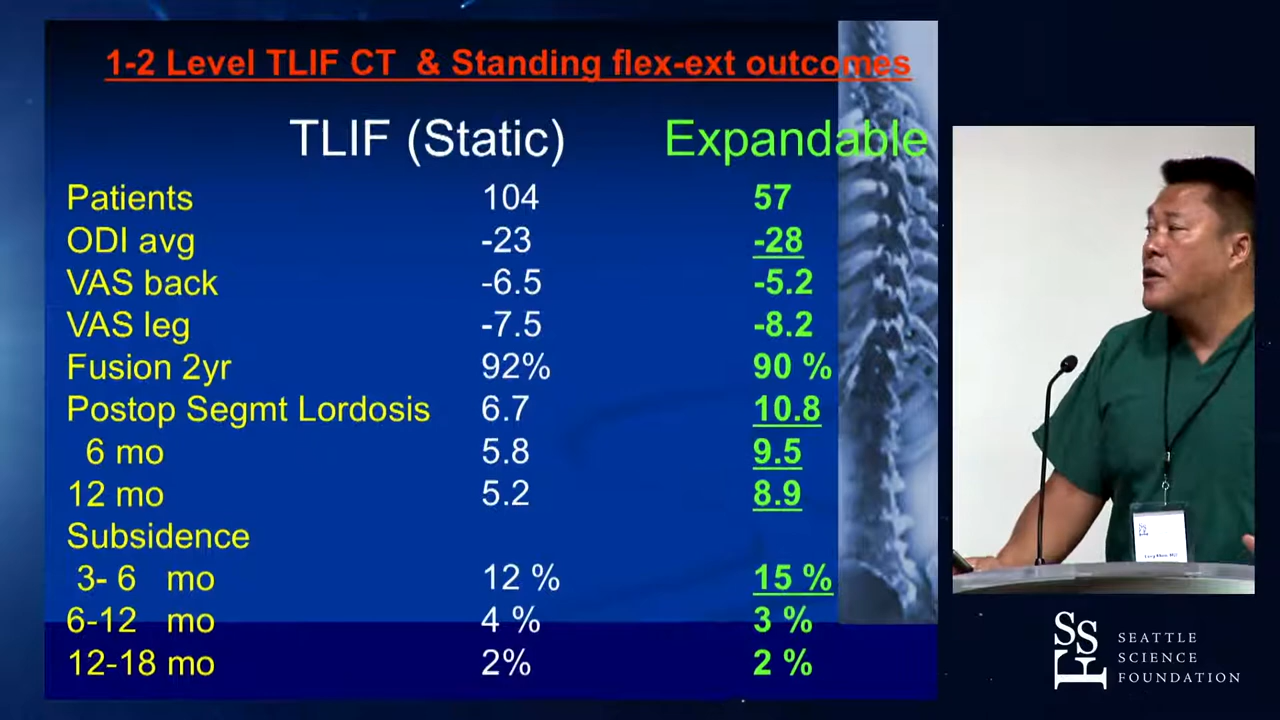 1-2 Level TLIF CT & Standing flex-ext outcomes
TLIF (Static) Expandable
Patients 104 57
ODI avg -23 -28
VAS back -6.5 -5.2
VAS leg -7.5 -8.2
Fusion 2yr 92% 90 %
Postop Segmt Lordosis 6.7 10.8
6 mo 5.8 9.5
12 mo 5.2 8.9
Subsidence
3- 6 mo 12 % 15 %
6-12 mo 4 % 3 %
12-18 mo 2% 2 %
SSF
SEATTLE
SCIENCE
FOUNDATION